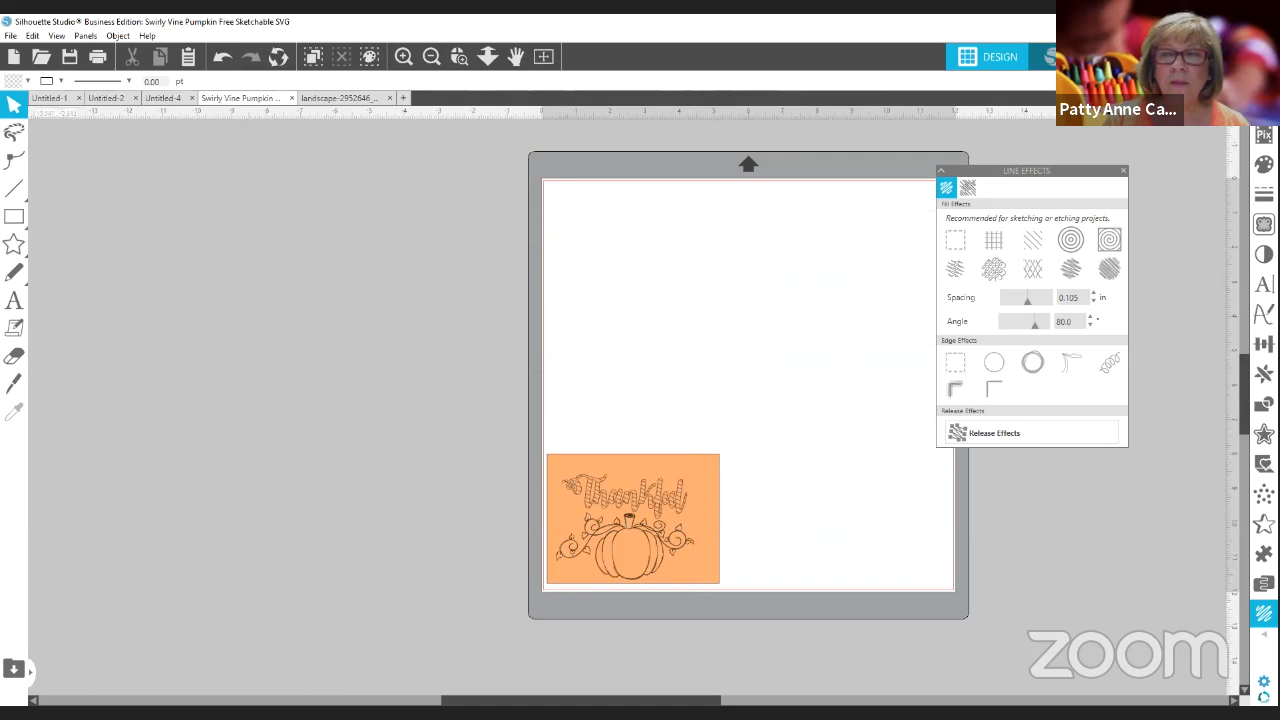 Silhouette Studio® Business Edition: Swirly Vine Pumpkin Free Sketchable SVG
File Edit View Panels Object Help
DESIGN
0.00 pt
Untitled-1 Untitled-2 Untitled-4 Swirly Vine Pumpkin ... landscape-2952646_...
Patty Anne Ca...
Pix
LINE EFFECTS
Fill Effects
Recommended for sketching or etching projects.
Spacing 0.105 in
Angle 80.0 °
Edge Effects
Release Effects
Release Effects
Thankful
zoom